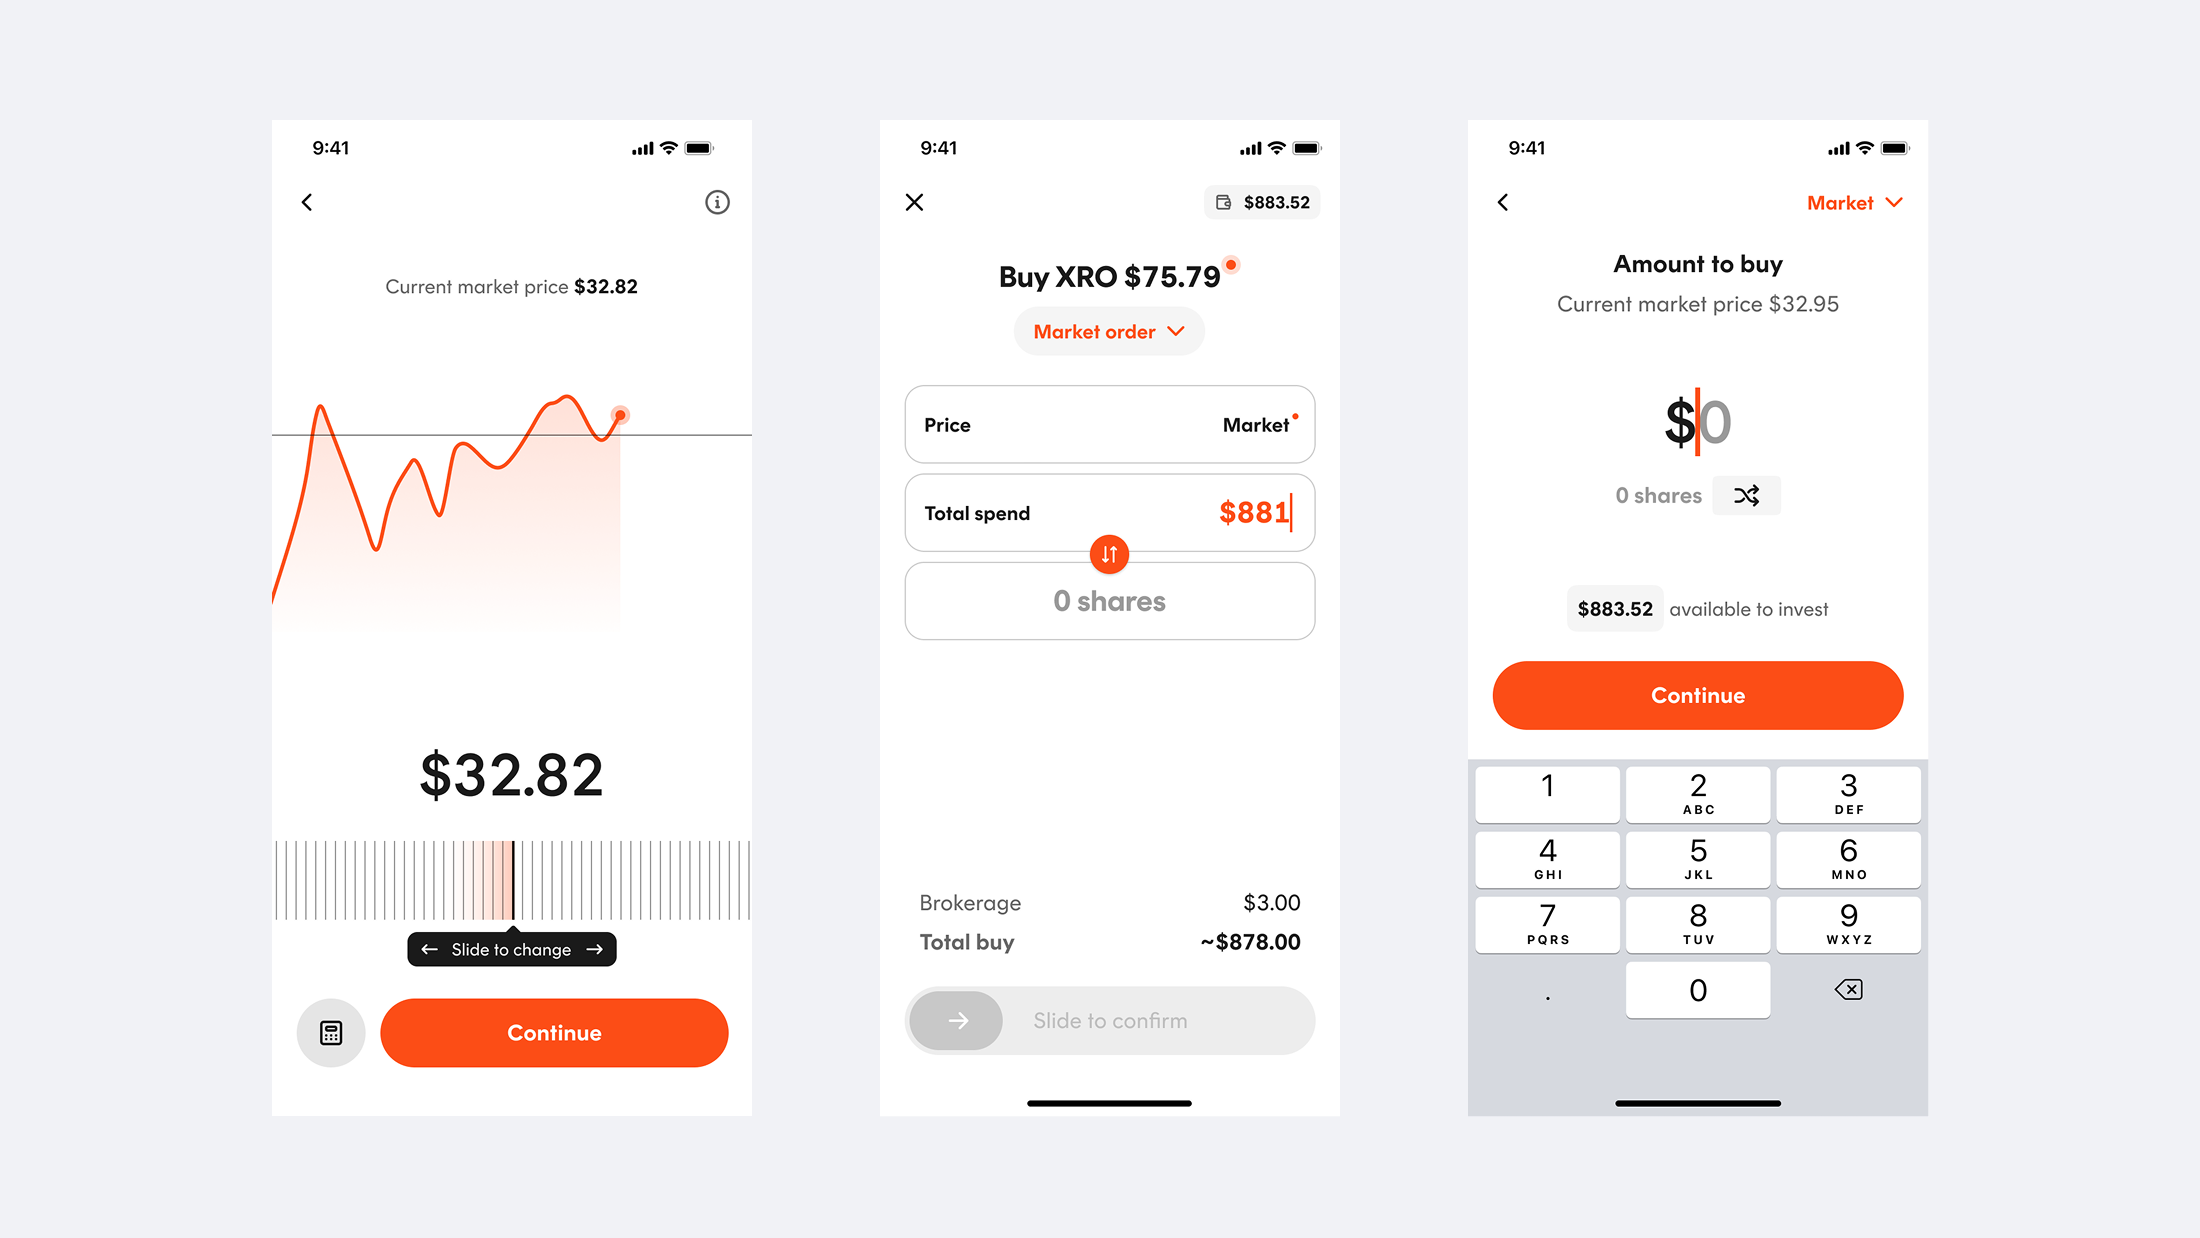 9:41
Current market price $32.82
$32.82
← Slide to change →
Continue
9:41
$883.52
Buy XRO $75.79
Market order
Price Market
Total spend $881
0 shares
Brokerage $3.00
Total buy ~$878.00
Slide to confirm
9:41
Market
Amount to buy
Current market price $32.95
$0
0 shares
$883.52 available to invest
Continue
1 2 3
ABC DEF
4 5 6
GHI JKL MNO
7 8 9
PQRS TUV WXYZ
. 0